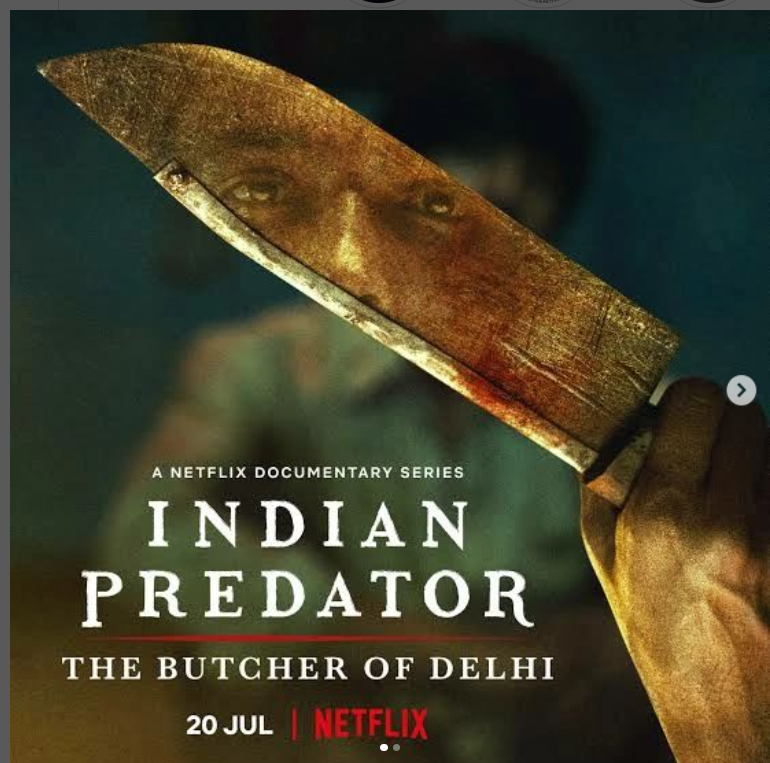 A NETFLIX DOCUMENTARY SERIES
INDIAN
PREDATOR
THE BUTCHER OF DELHI
20 JUL | NETFLIX